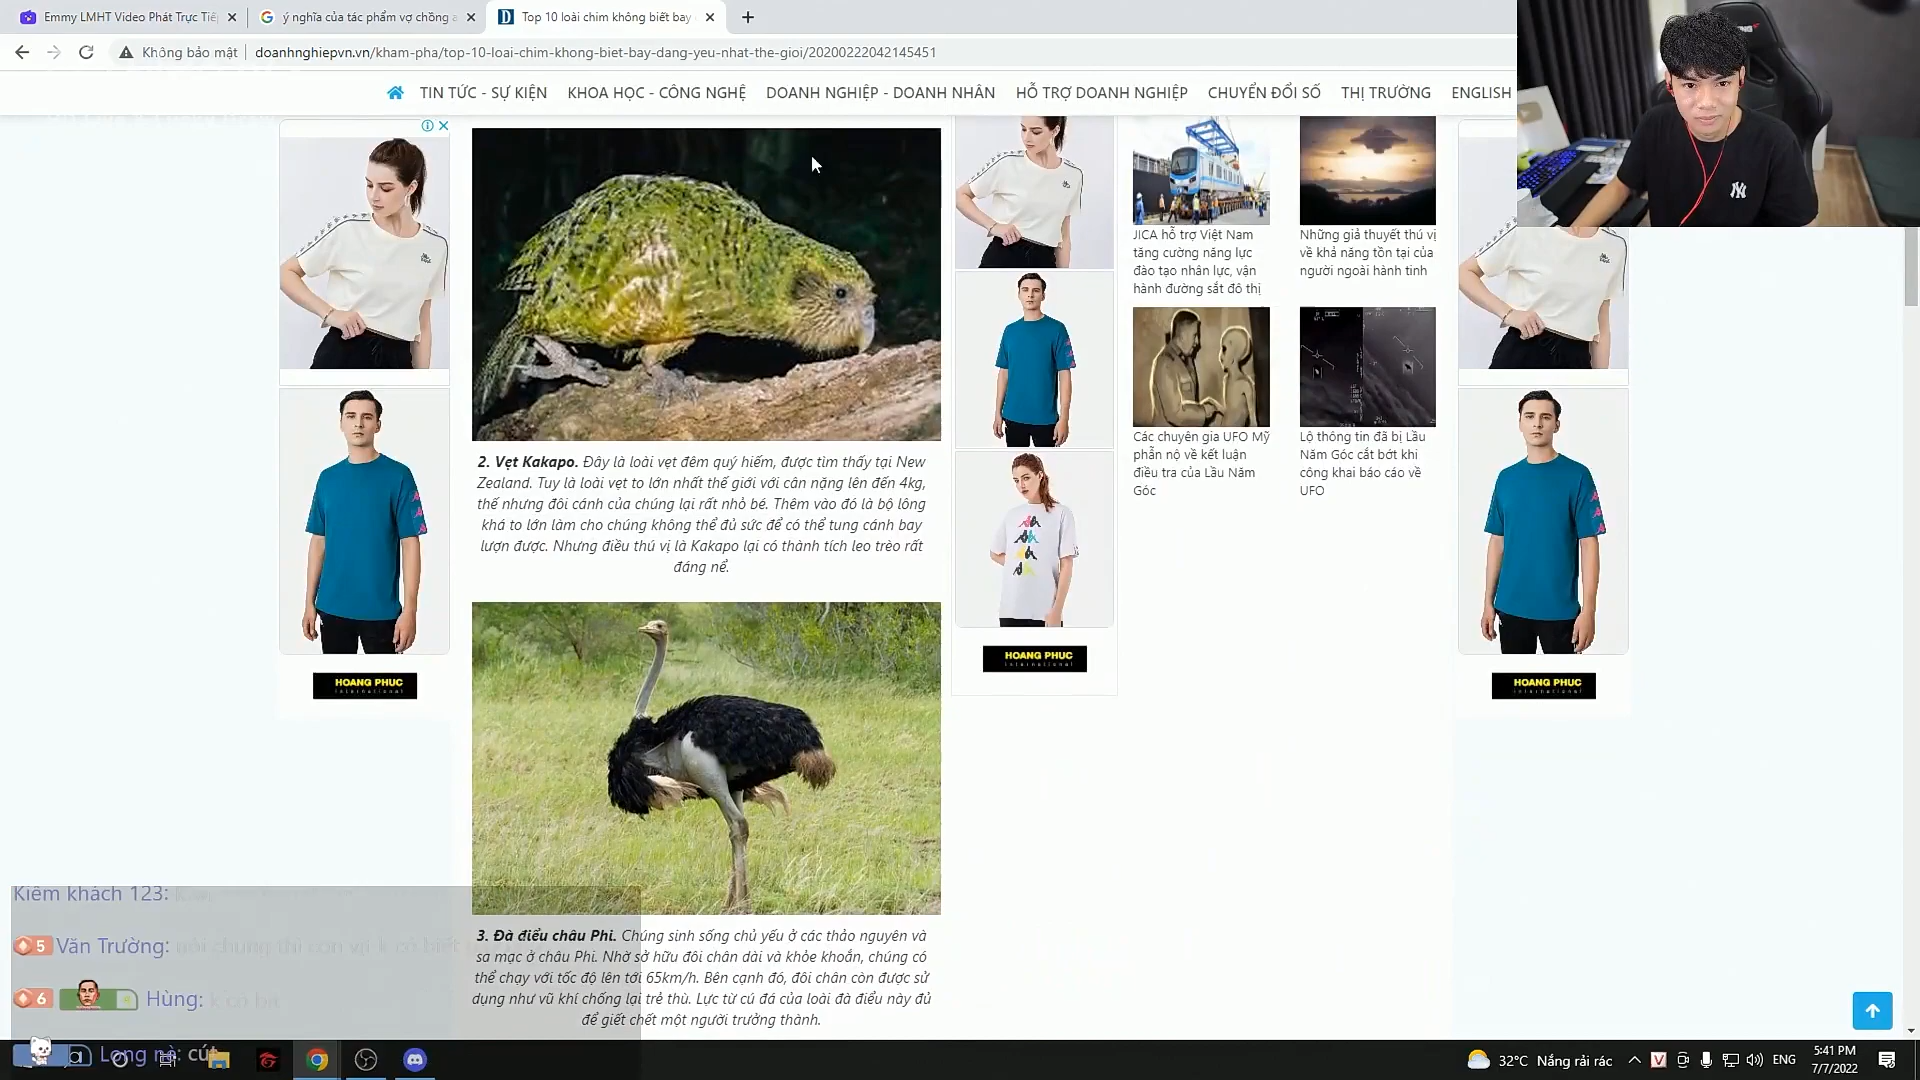 Emmy LMHT Video Phát Trực Tiế
ý nghĩa của tác phẩm vợ chồng a
Top 10 loài chim không biết bay
Không bảo mật
doanhnghiepvn.vn/kham-pha/top-10-loai-chim-khong-biet-bay-dang-yeu-nhat-the-gioi/20200222042145451
TIN TỨC - SỰ KIỆN KHOA HỌC - CÔNG NGHỆ DOANH NGHIỆP - DOANH NHÂN HỖ TRỢ DOANH NGHIỆP CHUYỂN ĐỔI SỐ THỊ TRƯỜNG ENGLISH
2. Vẹt Kakapo. Đây là loài vẹt đêm quý hiếm, được tìm thấy tại New
Zealand. Tuy là loài vẹt to lớn nhất thế giới với cân nặng lên đến 4kg,
thế nhưng đôi cánh của chúng lại rất nhỏ bé. Thêm vào đó là bộ lông
khá to lớn làm cho chúng không thể đủ sức để có thể tung cánh bay
lượn được. Nhưng điều thú vị là Kakapo lại có thành tích leo trèo rất
đáng nể.
3. Đà điểu châu Phi. Chúng sinh sống chủ yếu ở các thảo nguyên và
sa mạc ở châu Phi. Nhờ sở hữu đôi chân dài và khỏe khoắn, chúng có
thể chạy với tốc độ lên tới 65km/h. Bên cạnh đó, đôi chân còn được sử
dụng như vũ khí chống lại trẻ thù. Lực từ cú đá của loài đà điểu này đủ
để giết chết một người trưởng thành.
JICA hỗ trợ Việt Nam
tăng cường năng lực
đào tạo nhân lực, vận
hành đường sắt đô thị
Những giả thuyết thú vị
về khả năng tồn tại của
người ngoài hành tinh
Các chuyên gia UFO Mỹ
phẫn nộ về kết luận
điều tra của Lầu Năm
Góc
Lộ thông tin đã bị Lầu
Năm Góc cắt bớt khi
công khai báo cáo về
UFO
HOANG PHUC
international
HOANG PHUC
international
HOANG PHUC
international
Kiêm khách 123:
5 Văn Trường:
6 Hùng:
Long nè: cút
32°C Nắng rải rác
ENG
5:41 PM
7/7/2022